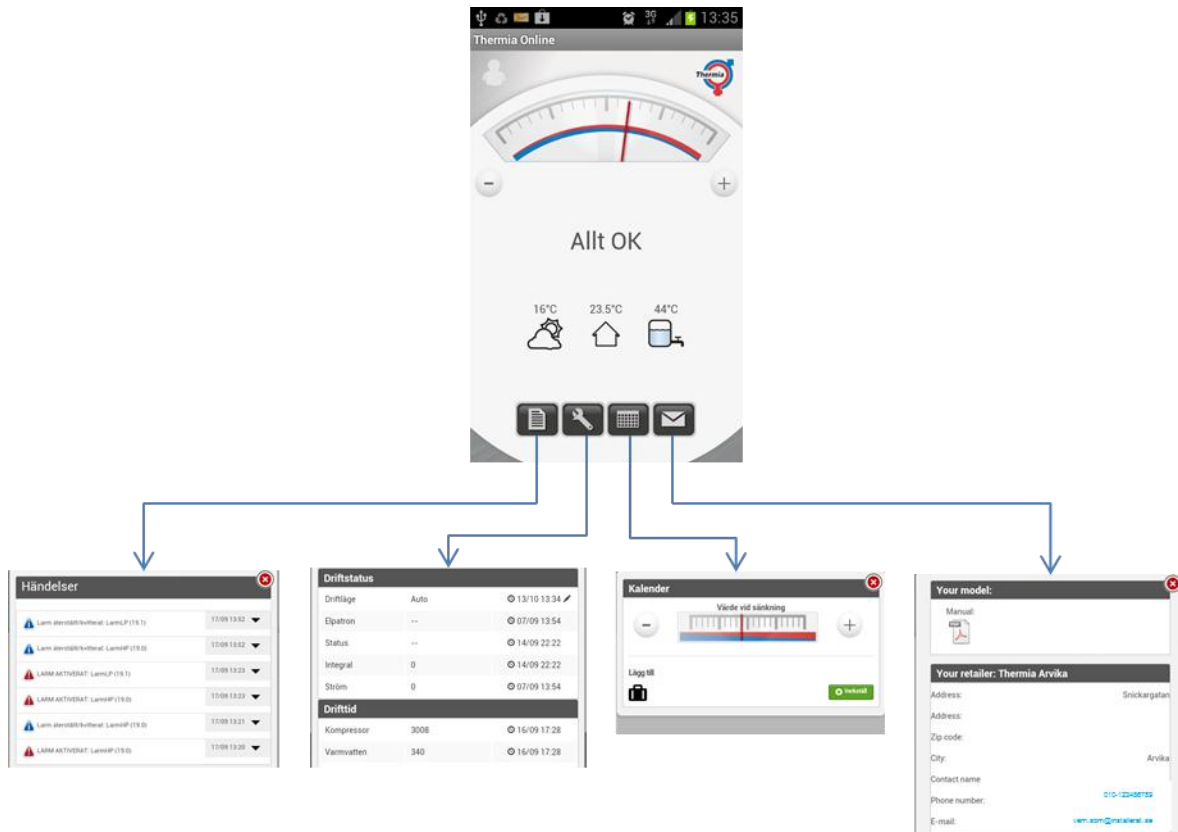 3G 13:35
Thermia Online
Thermia
-
+
Allt OK
16°C 23.5°C 44°C
Händelser
Larm återställt/kvitterat: LarmLP (19.1) 17/09 13:52
Larm återställt/kvitterat: LarmHP (19.0) 17/09 13:52
LARM AKTIVERAT: LarmLP (19.1) 17/09 13:23
LARM AKTIVERAT: LarmHP (19.0) 17/09 13:23
Larm återställt/kvitterat: LarmHP (19.0) 17/09 13:21
LARM AKTIVERAT: LarmHP (19.0) 17/09 13:20
Driftstatus
Driftläge Auto 13/10 13:34
Elpatron -- 07/09 13:54
Status -- 14/09 22:22
Integral 0 14/09 22:22
Ström 0 07/09 13:54
Drifttid
Kompressor 3008 16/09 17:28
Varmvatten 340 16/09 17:28
Kalender
Värde vid sänkning
-
+
Lägg till
Verkställ
Your model:
Manual:
Your retailer: Thermia Arvika
Address: Snickargatan
Address:
Zip code:
City: Arvika
Contact name
Phone number: 010-123456789
E-mail: